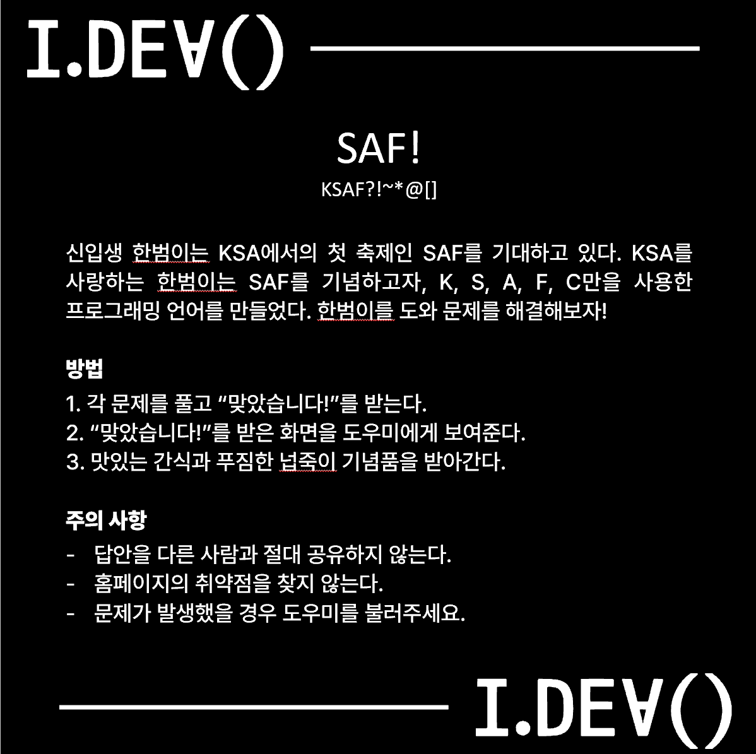 I.DE∀()
SAF!
KSAF?!~*@[]
신입생 한범이는 KSA에서의 첫 축제인 SAF를 기대하고 있다. KSA를
사랑하는 한범이는 SAF를 기념하고자, K, S, A, F, C만을 사용한
프로그래밍 언어를 만들었다. 한범이를 도와 문제를 해결해보자!
방법
1. 각 문제를 풀고 “맞았습니다!”를 받는다.
2. “맞았습니다!”를 받은 화면을 도우미에게 보여준다.
3. 맛있는 간식과 푸짐한 넙죽이 기념품을 받아간다.
주의 사항
- 답안을 다른 사람과 절대 공유하지 않는다.
- 홈페이지의 취약점을 찾지 않는다.
- 문제가 발생했을 경우 도우미를 불러주세요.
I.DE∀()